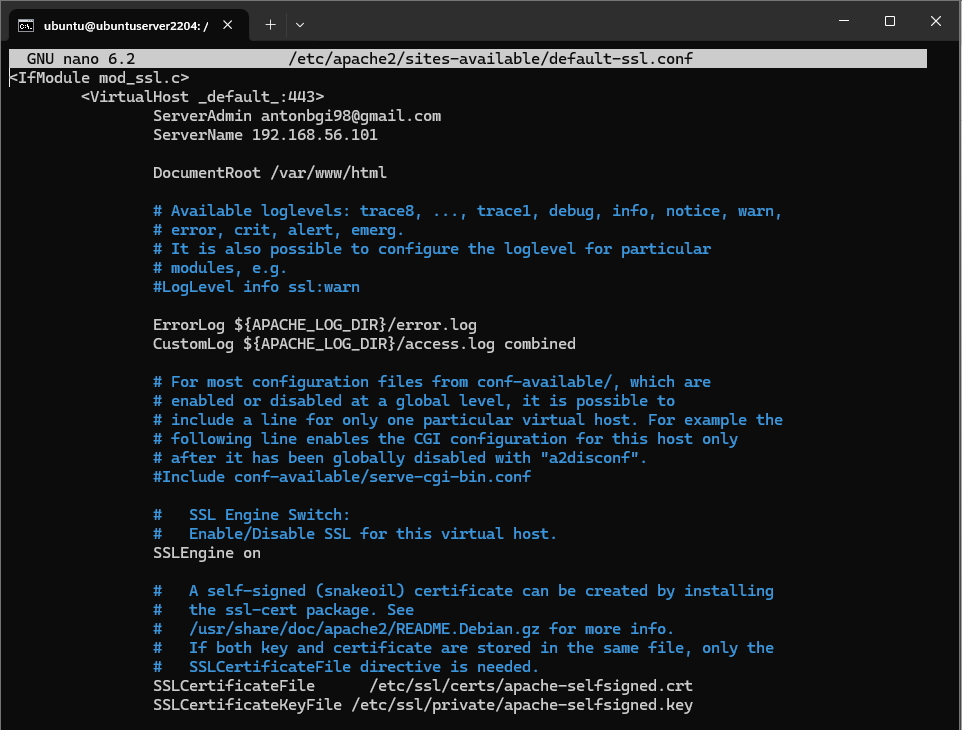 ubuntu@ubuntuserver2204: /
GNU nano 6.2 /etc/apache2/sites-available/default-ssl.conf
<IfModule mod_ssl.c>
<VirtualHost _default_:443>
ServerAdmin antonbgi98@gmail.com
ServerName 192.168.56.101
DocumentRoot /var/www/html
# Available loglevels: trace8, ..., trace1, debug, info, notice, warn,
# error, crit, alert, emerg.
# It is also possible to configure the loglevel for particular
# modules, e.g.
#LogLevel info ssl:warn
ErrorLog ${APACHE_LOG_DIR}/error.log
CustomLog ${APACHE_LOG_DIR}/access.log combined
# For most configuration files from conf-available/, which are
# enabled or disabled at a global level, it is possible to
# include a line for only one particular virtual host. For example the
# following line enables the CGI configuration for this host only
# after it has been globally disabled with "a2disconf".
#Include conf-available/serve-cgi-bin.conf
#   SSL Engine Switch:
#   Enable/Disable SSL for this virtual host.
SSLEngine on
#   A self-signed (snakeoil) certificate can be created by installing
#   the ssl-cert package. See
#   /usr/share/doc/apache2/README.Debian.gz for more info.
#   If both key and certificate are stored in the same file, only the
#   SSLCertificateFile directive is needed.
SSLCertificateFile      /etc/ssl/certs/apache-selfsigned.crt
SSLCertificateKeyFile /etc/ssl/private/apache-selfsigned.key